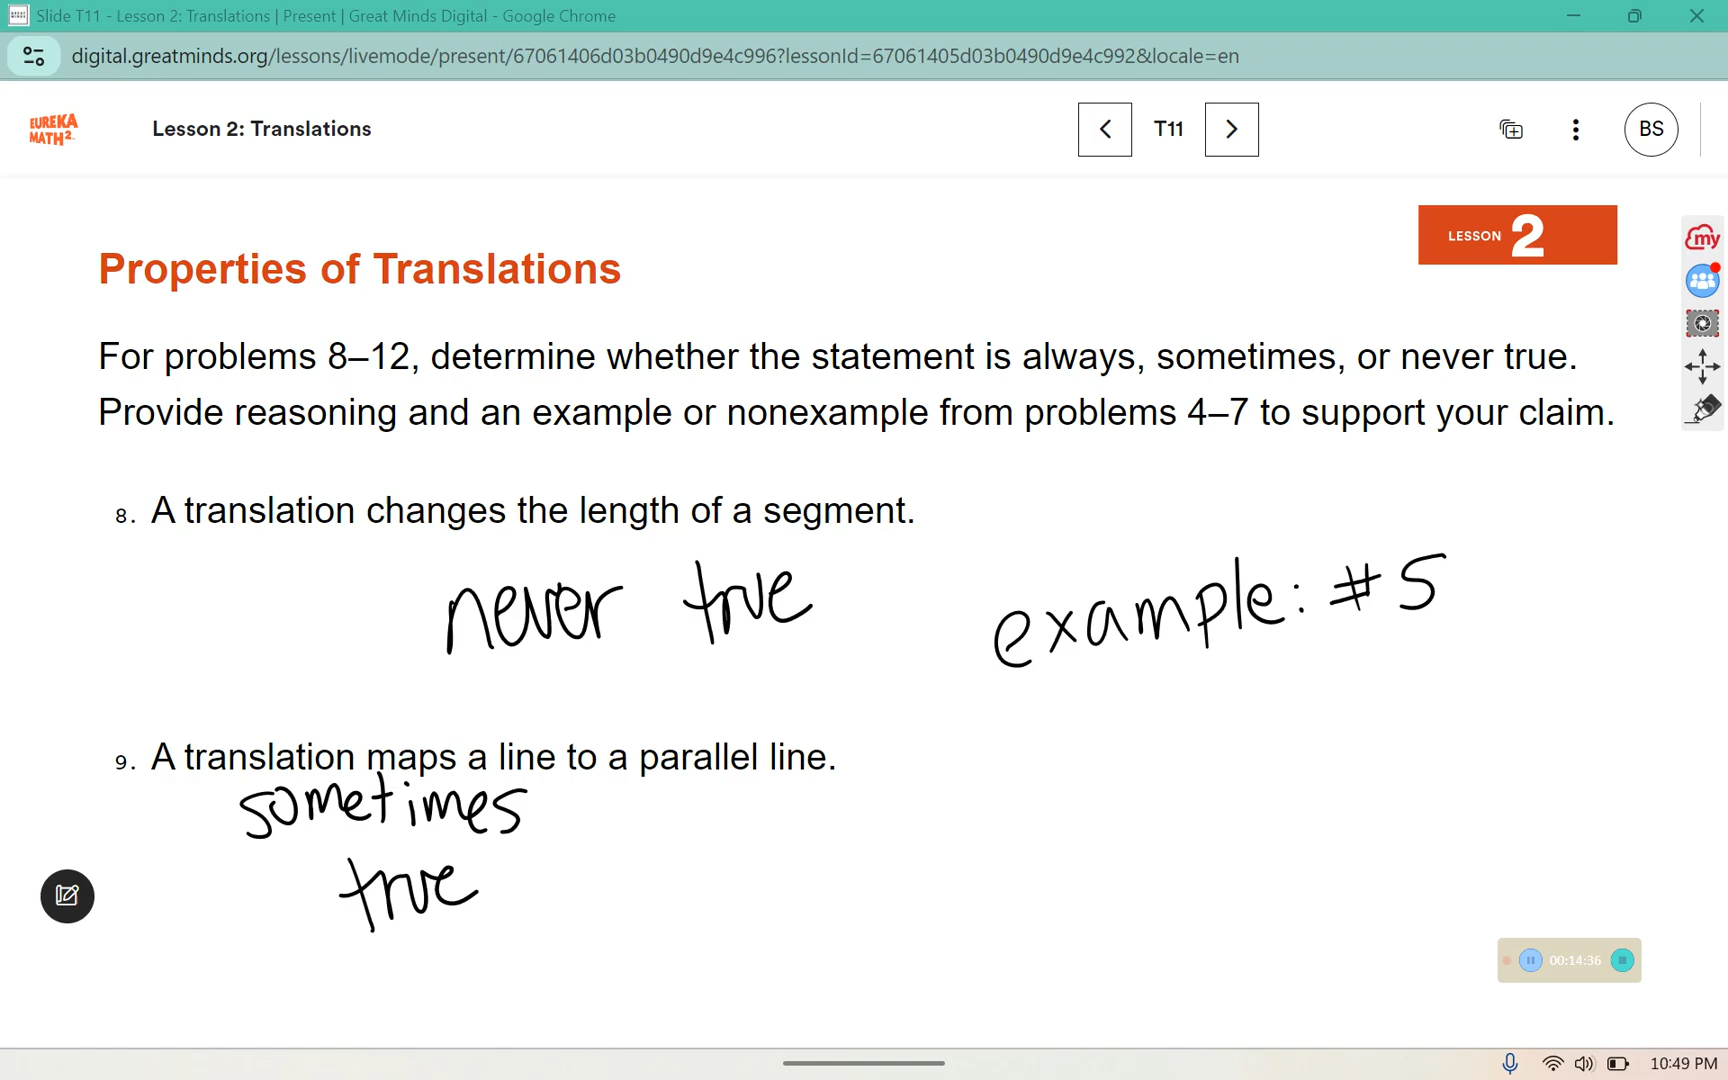 Slide T11 - Lesson 2: Translations | Present | Great Minds Digital - Google Chrome
digital.greatminds.org/lessons/livemode/present/67061406d03b0490d9e4c996?lessonId=67061405d03b0490d9e4c992&locale=en
EUREKA
MATH²
Lesson 2: Translations
T11
BS
LESSON 2
my
Properties of Translations
For problems 8–12, determine whether the statement is always, sometimes, or never true.
Provide reasoning and an example or nonexample from problems 4–7 to support your claim.
8. A translation changes the length of a segment.
never true example: #5
9. A translation maps a line to a parallel line.
sometimes
true
00:14:36
10:49 PM